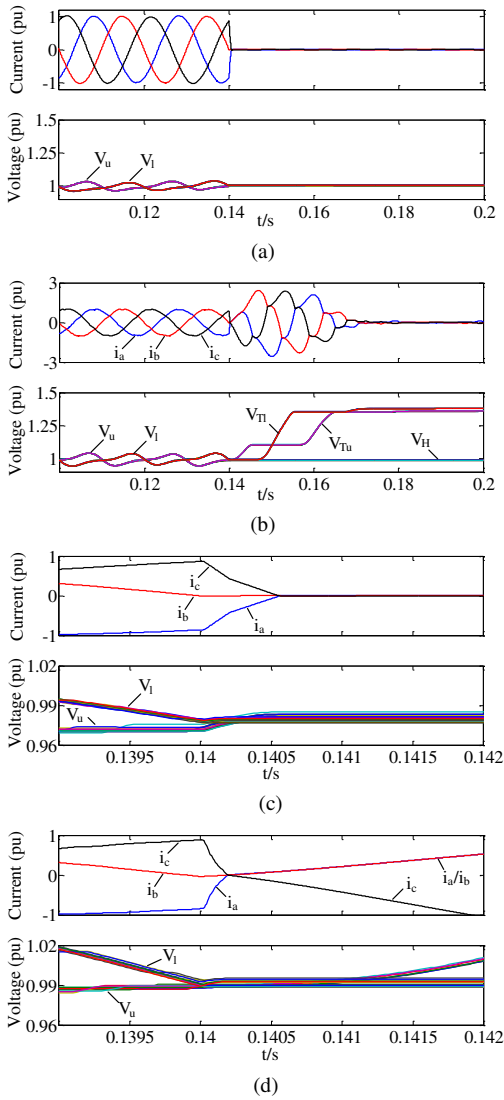 Current (pu)
1
0
-1
Voltage (pu)
1.5
1.25
1
V_u
V_l
0.12 0.14 0.16 0.18 0.2
t/s
(a)
Current (pu)
3
0
-3
i_a
i_b
i_c
Voltage (pu)
1.5
1.25
1
V_u
V_l
V_Tl
V_Tu
V_H
0.12 0.14 0.16 0.18 0.2
t/s
(b)
Current (pu)
1
0
-1
i_c
i_b
i_a
Voltage (pu)
1.02
0.99
0.96
V_l
V_u
0.1395 0.14 0.1405 0.141 0.1415 0.142
t/s
(c)
Current (pu)
1
0
-1
i_c
i_b
i_a
i_a/i_b
i_c
Voltage (pu)
1.02
0.99
0.96
V_l
V_u
0.1395 0.14 0.1405 0.141 0.1415 0.142
t/s
(d)